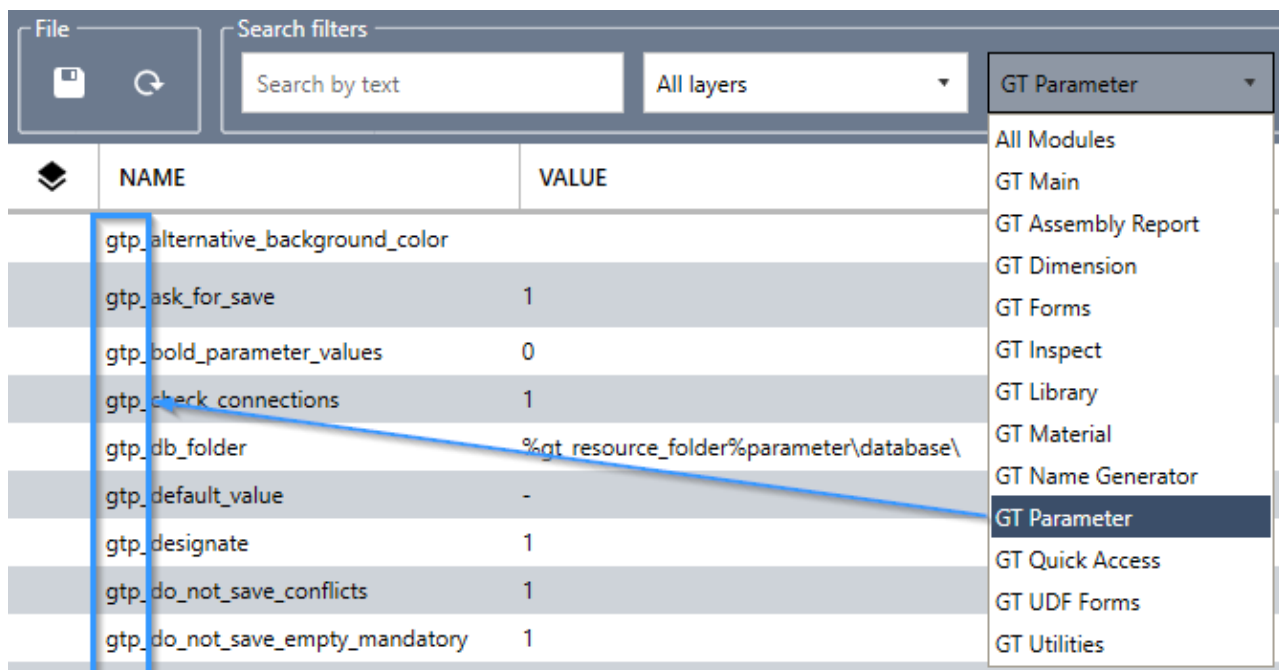 File
Search filters
Search by text
All layers
GT Parameter
All Modules
GT Main
GT Assembly Report
GT Dimension
GT Forms
GT Inspect
GT Library
GT Material
GT Name Generator
GT Parameter
GT Quick Access
GT UDF Forms
GT Utilities
NAME VALUE
gtp_alternative_background_color
gtp_ask_for_save 1
gtp_bold_parameter_values 0
gtp_check_connections 1
gtp_db_folder %gt_resource_folder%parameter\database\
gtp_default_value -
gtp_designate 1
gtp_do_not_save_conflicts 1
gtp_do_not_save_empty_mandatory 1